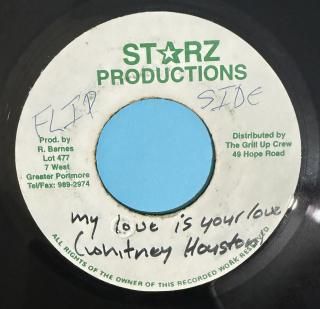 ST☆RZ
PRODUCTIONS
FLIP SIDE
Prod. by
R. Barnes
Lot 477
7 West
Greater Portmore
Tel/Fax: 989-2974
Distributed by
The Grill Up Crew
49 Hope Road
my love is your love
(Whitney Houston
ALL RIGHTS OF THE OWNER OF THIS RECORDED WORK RESERVED